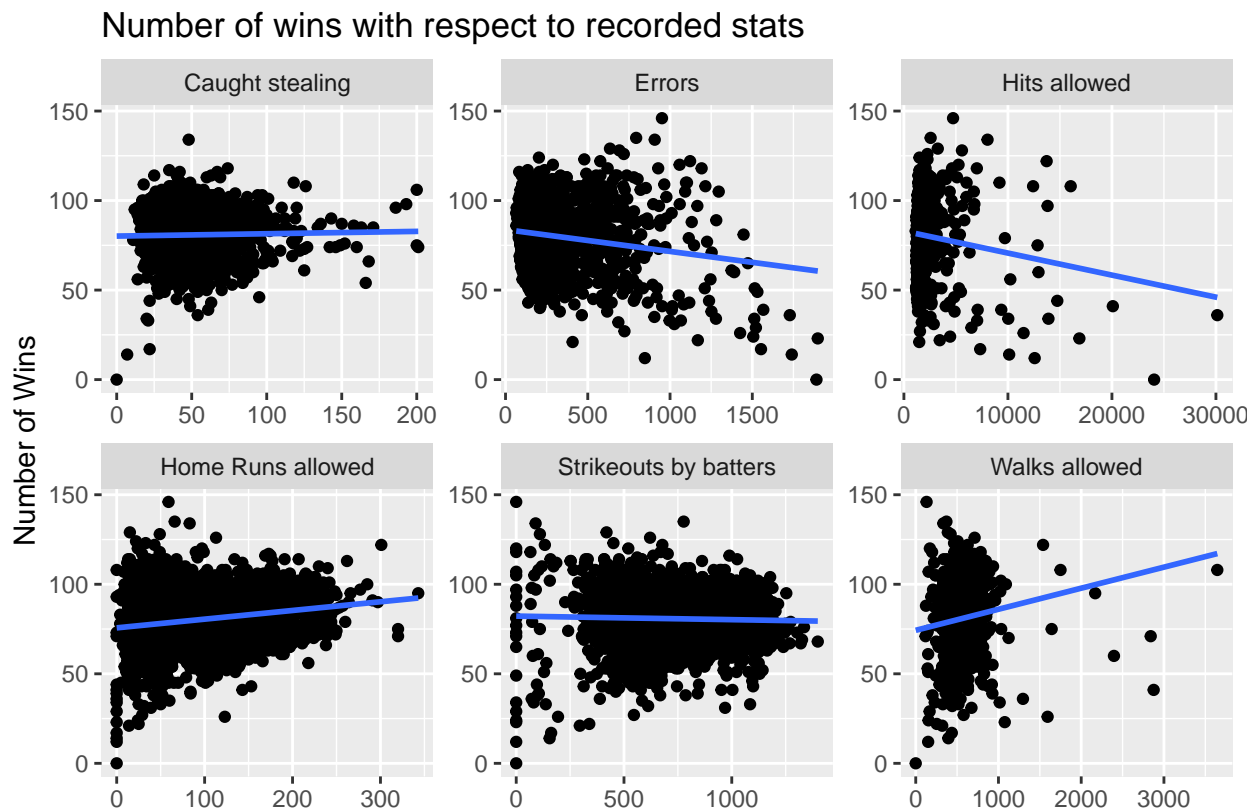 Number of wins with respect to recorded stats
Caught stealing Errors Hits allowed
150 150 150
100 100 100
50 50 50
0 0 0
0 50 100 150 200 0 500 1000 1500 0 10000 20000 30000
Number of Wins
Home Runs allowed Strikeouts by batters Walks allowed
150 150 150
100 100 100
50 50 50
0 0 0
0 100 200 300 0 500 1000 0 1000 2000 3000